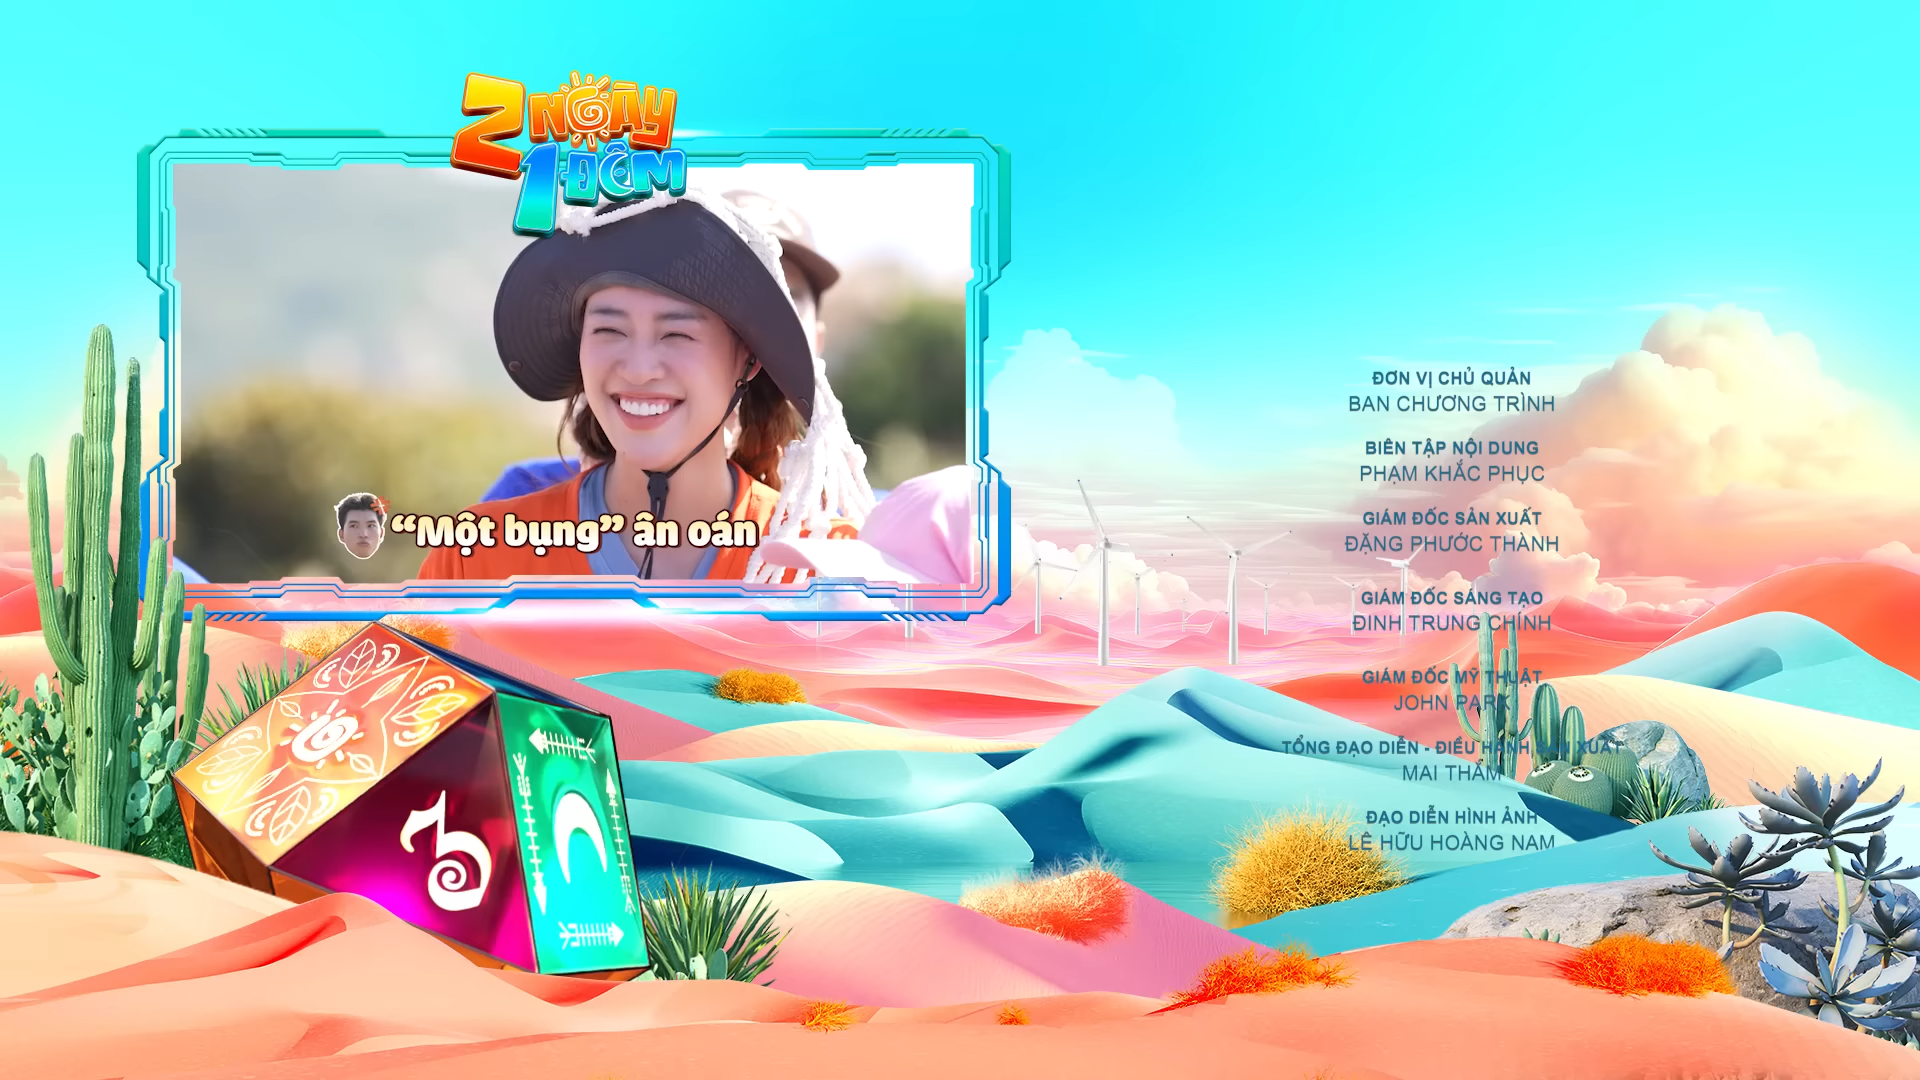 2 NGÀY
1 ĐÊM
“Một bụng” ân oán
ĐƠN VỊ CHỦ QUẢN
BAN CHƯƠNG TRÌNH
BIÊN TẬP NỘI DUNG
PHẠM KHẮC PHỤC
GIÁM ĐỐC SẢN XUẤT
ĐẶNG PHƯỚC THÀNH
GIÁM ĐỐC SÁNG TẠO
ĐINH TRUNG CHÍNH
GIÁM ĐỐC MỸ THUẬT
JOHN PARK
TỔNG ĐẠO DIỄN - ĐIỀU HÀNH SẢN XUẤT
MAI THẮM
ĐẠO DIỄN HÌNH ẢNH
LÊ HỮU HOÀNG NAM